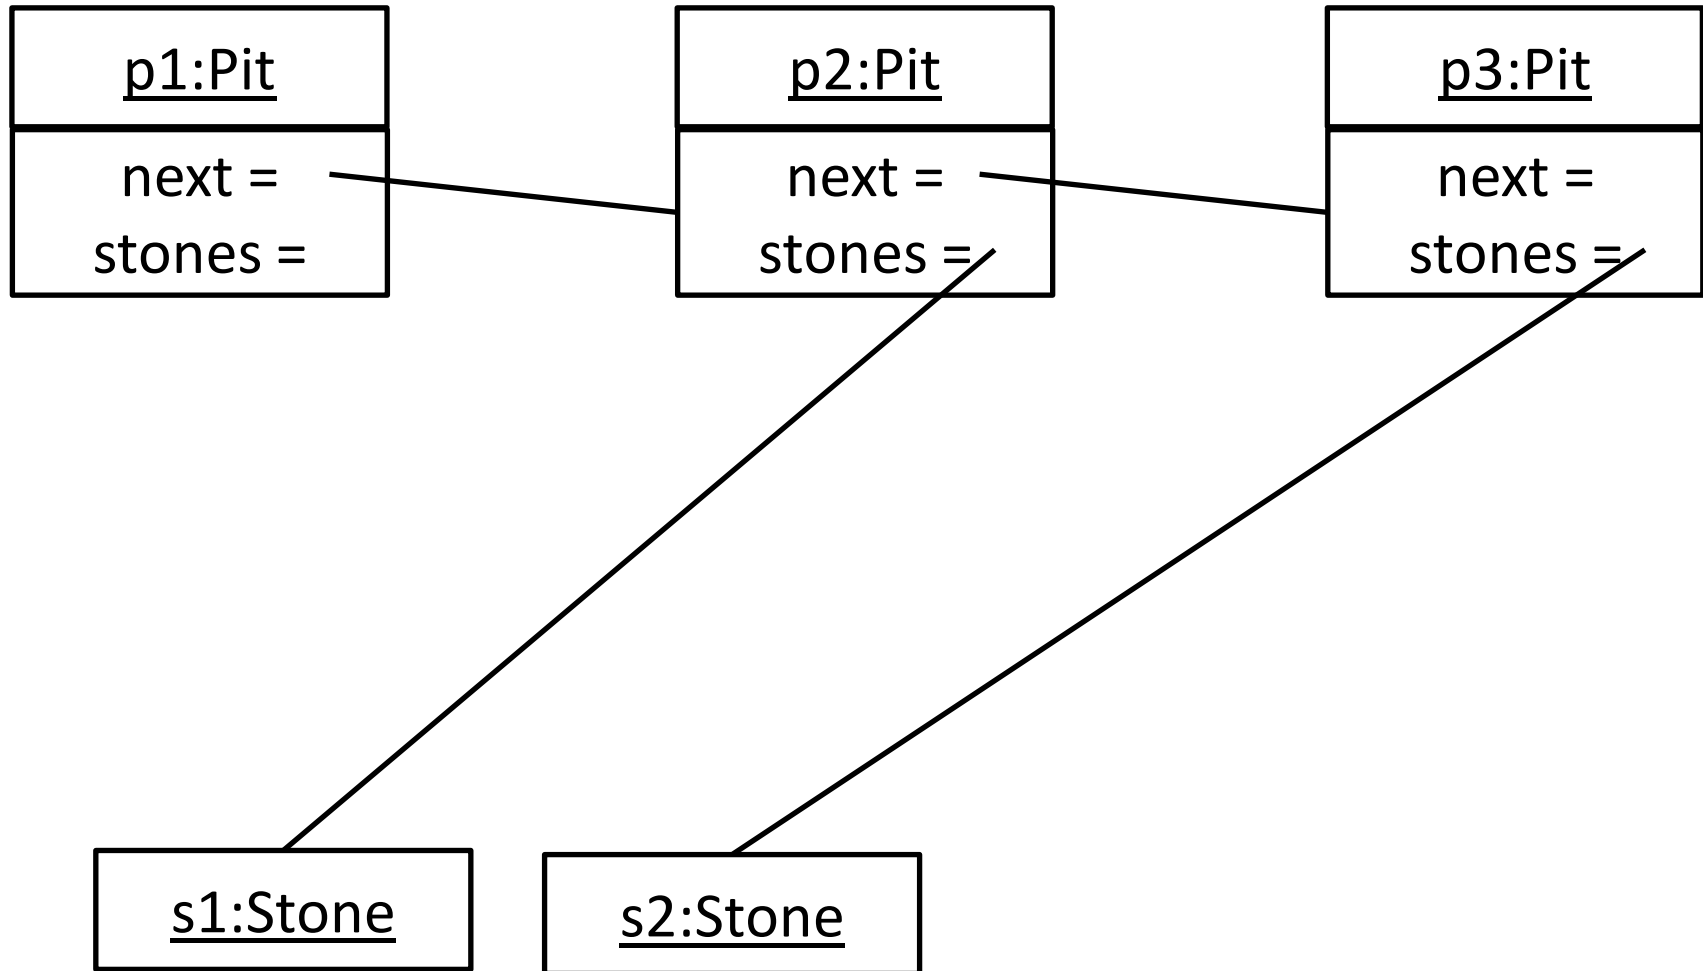 p1:Pit
next =
stones =
p2:Pit
next =
stones =
p3:Pit
next =
stones =
s1:Stone
s2:Stone